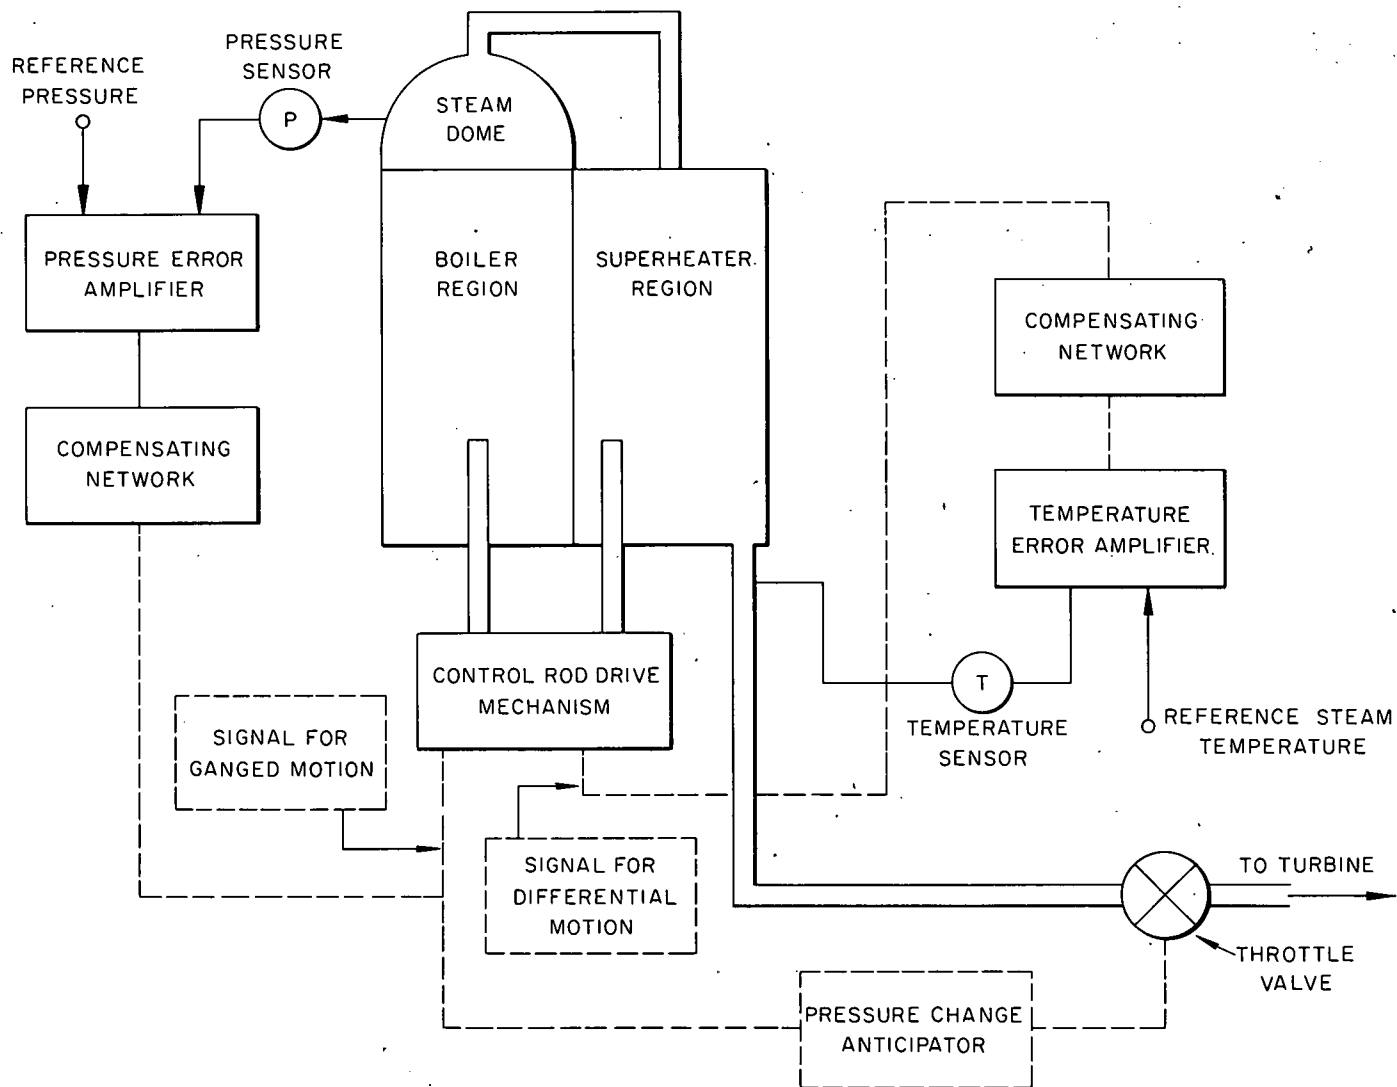 PRESSURE
SENSOR
REFERENCE
PRESSURE
P
STEAM
DOME
PRESSURE ERROR
AMPLIFIER
BOILER
REGION
SUPERHEATER
REGION
COMPENSATING
NETWORK
COMPENSATING
NETWORK
TEMPERATURE
ERROR AMPLIFIER
CONTROL ROD DRIVE
MECHANISM
T
TEMPERATURE
SENSOR
REFERENCE STEAM
TEMPERATURE
SIGNAL FOR
GANGED MOTION
SIGNAL FOR
DIFFERENTIAL
MOTION
TO TURBINE
THROTTLE
VALVE
PRESSURE CHANGE
ANTICIPATOR